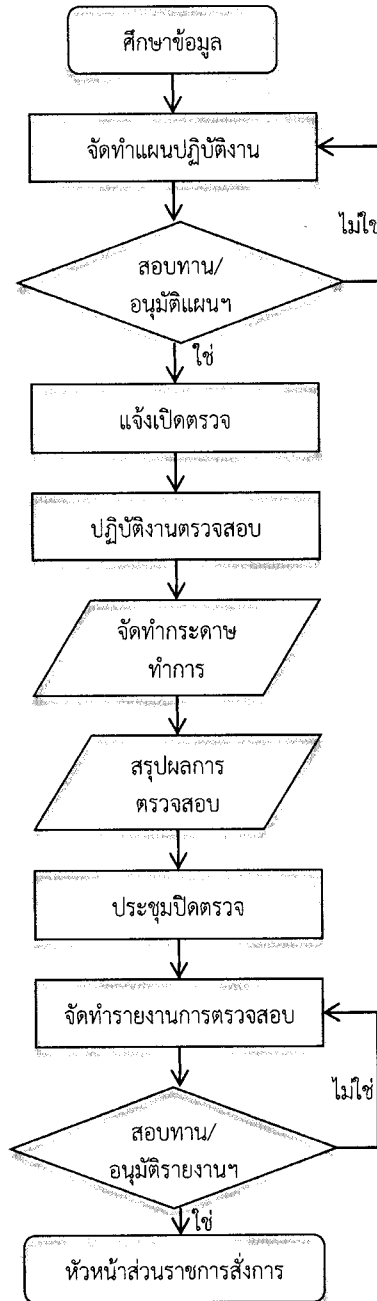 ศึกษาข้อมูล
จัดทำแผนปฏิบัติงาน
ไม่ใช่
สอบทาน/
อนุมัติแผนฯ
ใช่
แจ้งเปิดตรวจ
ปฏิบัติงานตรวจสอบ
จัดทำกระดาษ
ทำการ
สรุปผลการ
ตรวจสอบ
ประชุมปิดตรวจ
จัดทำรายงานการตรวจสอบ
ไม่ใช่
สอบทาน/
อนุมัติรายงานฯ
ใช่
หัวหน้าส่วนราชการสั่งการ